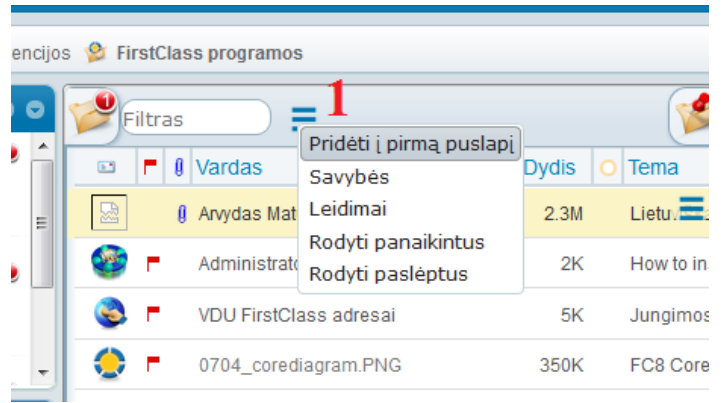 encijos FirstClass programos
1 Filtras 1
Pridėti į pirmą puslapį
Savybės
Leidimai
Rodyti panaikintus
Rodyti paslėptus
Vardas Dydis Tema
Arvydas Mat 2.3M Lietu
Administrato 2K How to in
VDU FirstClass adresai 5K Jungimos
0704_corediagram.PNG 350K FC8 Core